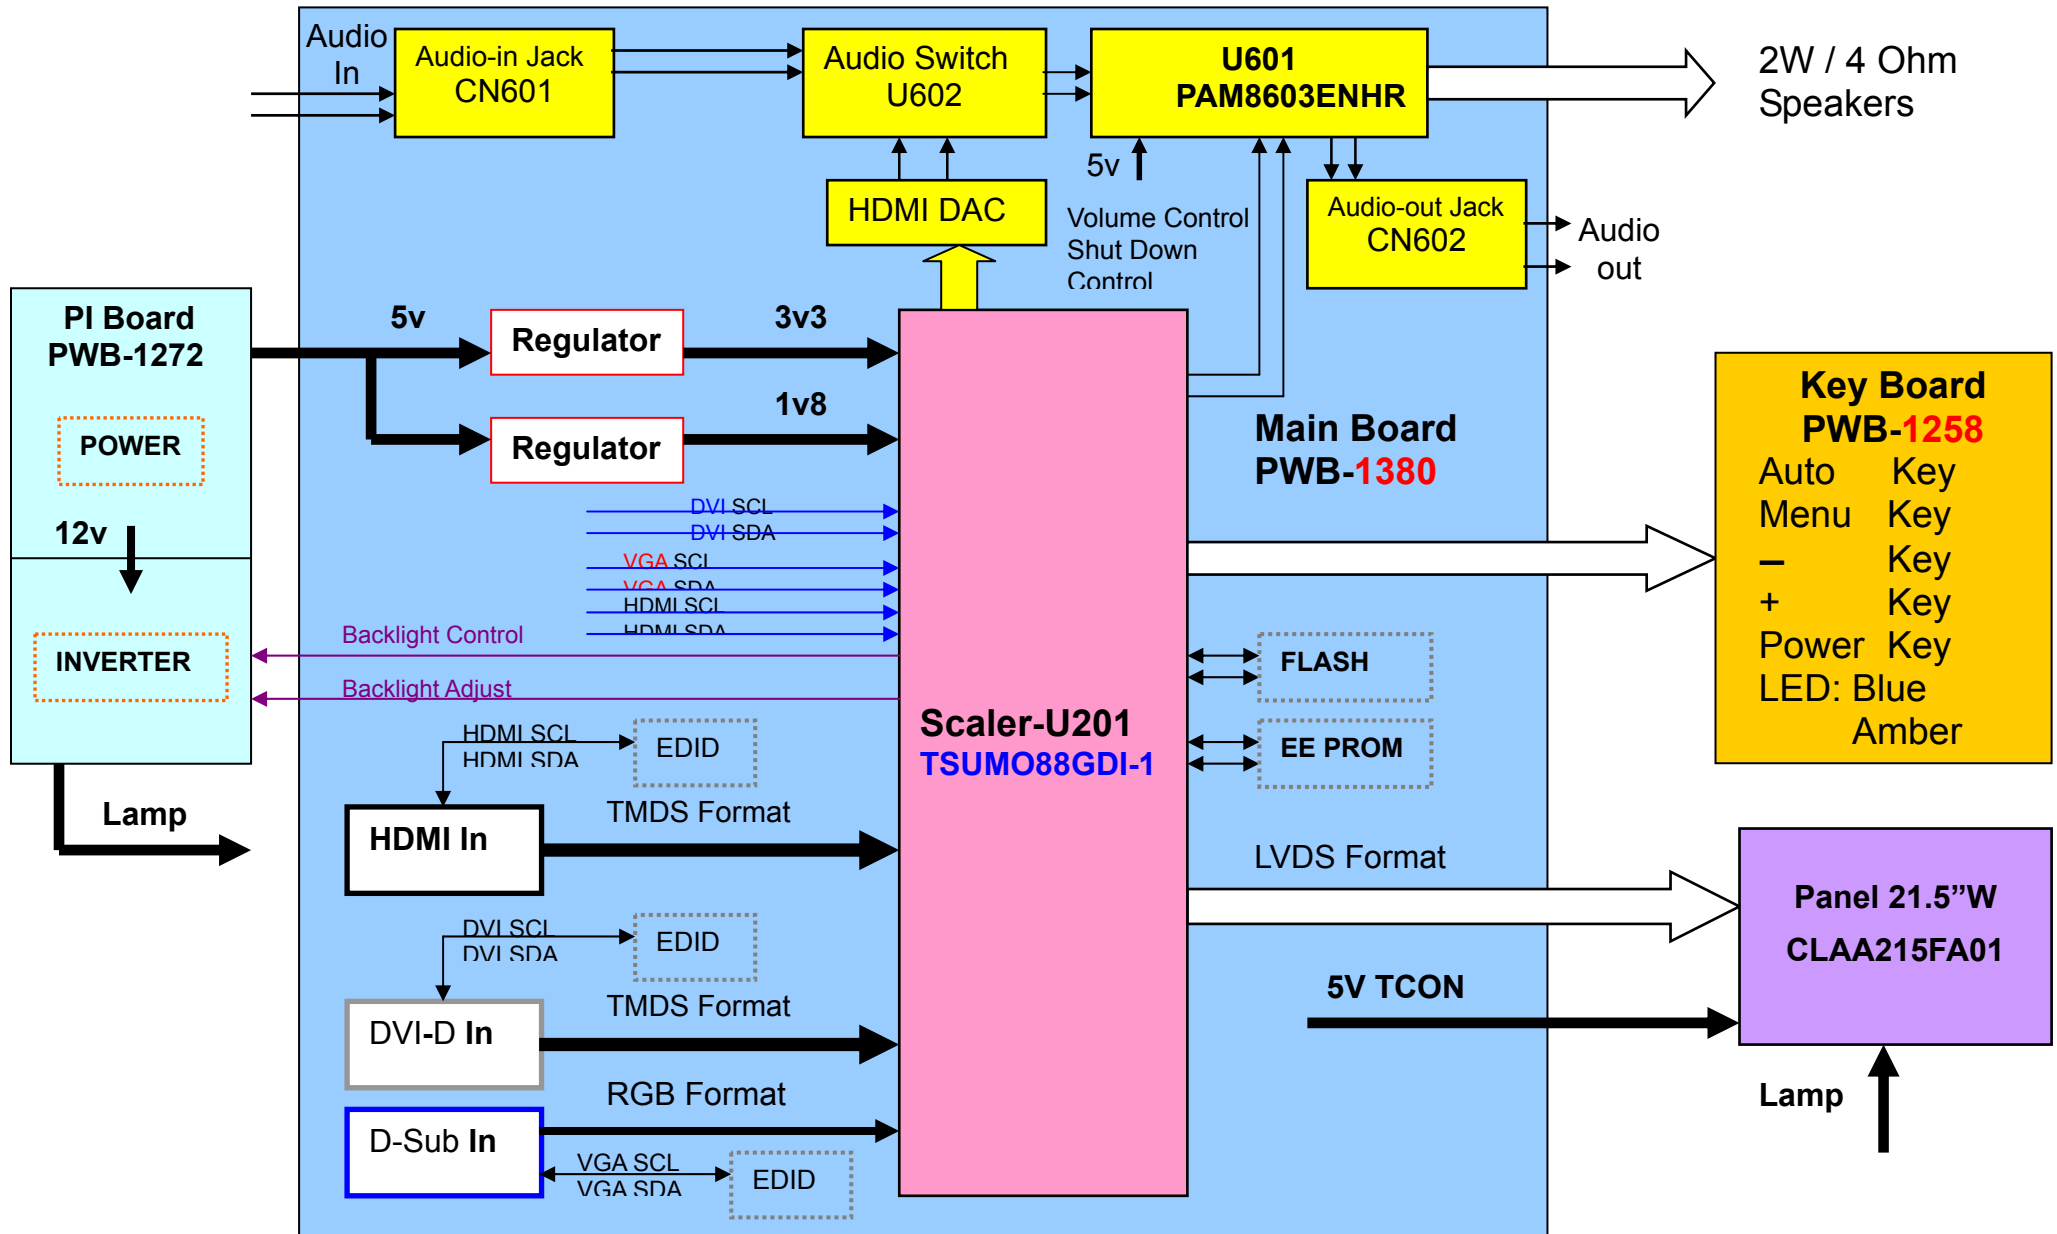 Audio
In
Audio-in Jack
CN601
Audio Switch
U602
U601
PAM8603ENHR
2W / 4 Ohm
Speakers
5v
HDMI DAC
Volume Control
Shut Down
Control
Audio-out Jack
CN602
Audio
out
PI Board
PWB-1272
POWER
12v
INVERTER
Lamp
5v
Regulator
3v3
Regulator
1v8
DVI SCL
DVI SDA
VGA SCL
VGA SDA
HDMI SCL
HDMI SDA
Backlight Control
Backlight Adjust
Scaler-U201
TSUMO88GDI-1
Main Board
PWB-1380
Key Board
PWB-1258
Auto Key
Menu Key
– Key
+ Key
Power Key
LED: Blue
Amber
FLASH
EE PROM
HDMI SCL
HDMI SDA
EDID
HDMI In
TMDS Format
DVI SCL
DVI SDA
EDID
DVI-D In
TMDS Format
RGB Format
D-Sub In
VGA SCL
VGA SDA
EDID
LVDS Format
Panel 21.5”W
CLAA215FA01
5V TCON
Lamp